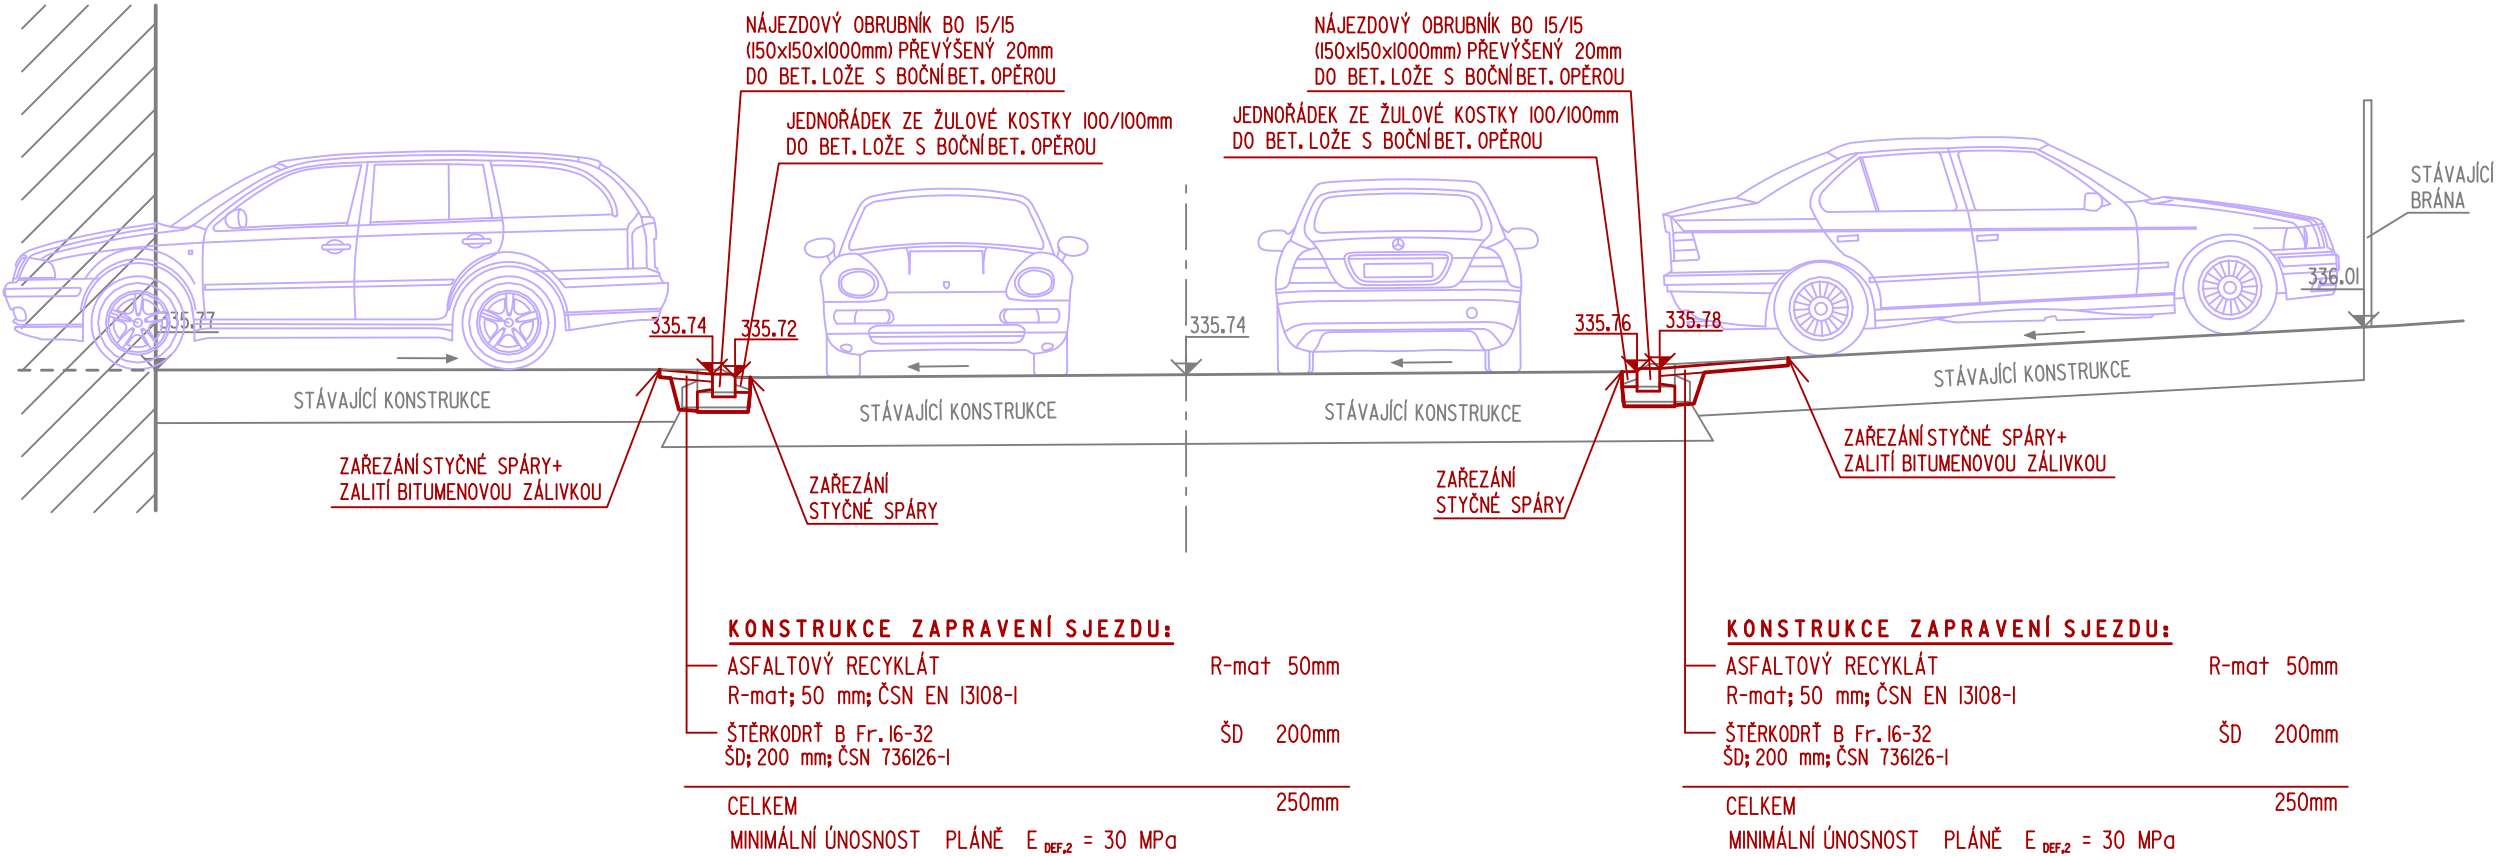 NÁJEZDOVÝ OBRUBNÍK BO 15/15
(150x150x1000mm) PŘEVÝŠENÝ 20mm
DO BET. LOŽE S BOČNÍ BET. OPĚROU
JEDNOŘÁDEK ZE ŽULOVÉ KOSTKY 100/100mm
DO BET. LOŽE S BOČNÍ BET. OPĚROU
NÁJEZDOVÝ OBRUBNÍK BO 15/15
(150x150x1000mm) PŘEVÝŠENÝ 20mm
DO BET. LOŽE S BOČNÍ BET. OPĚROU
JEDNOŘÁDEK ZE ŽULOVÉ KOSTKY 100/100mm
DO BET. LOŽE S BOČNÍ BET. OPĚROU
STÁVAJÍCÍ
BRÁNA
335.77
335.74
335.72
335.74
335.76
335.78
336.01
STÁVAJÍCÍ KONSTRUKCE
STÁVAJÍCÍ KONSTRUKCE
STÁVAJÍCÍ KONSTRUKCE
STÁVAJÍCÍ KONSTRUKCE
ZAŘEZÁNÍ STYČNÉ SPÁRY+
ZALITÍ BITUMENOVOU ZÁLIVKOU
ZAŘEZÁNÍ
STYČNÉ SPÁRY
ZAŘEZÁNÍ
STYČNÉ SPÁRY
ZAŘEZÁNÍ STYČNÉ SPÁRY+
ZALITÍ BITUMENOVOU ZÁLIVKOU
KONSTRUKCE ZAPRAVENÍ SJEZDU:
ASFALTOVÝ RECYKLÁT R-mat 50mm
R-mat; 50 mm; ČSN EN 13108-1
ŠTĚRKODRŤ B Fr. 16-32 ŠD 200mm
ŠD; 200 mm; ČSN 736126-1
CELKEM 250mm
MINIMÁLNÍ ÚNOSNOST PLÁNĚ E DEF,2 = 30 MPa
KONSTRUKCE ZAPRAVENÍ SJEZDU:
ASFALTOVÝ RECYKLÁT R-mat 50mm
R-mat; 50 mm; ČSN EN 13108-1
ŠTĚRKODRŤ B Fr. 16-32 ŠD 200mm
ŠD; 200 mm; ČSN 736126-1
CELKEM 250mm
MINIMÁLNÍ ÚNOSNOST PLÁNĚ E DEF,2 = 30 MPa